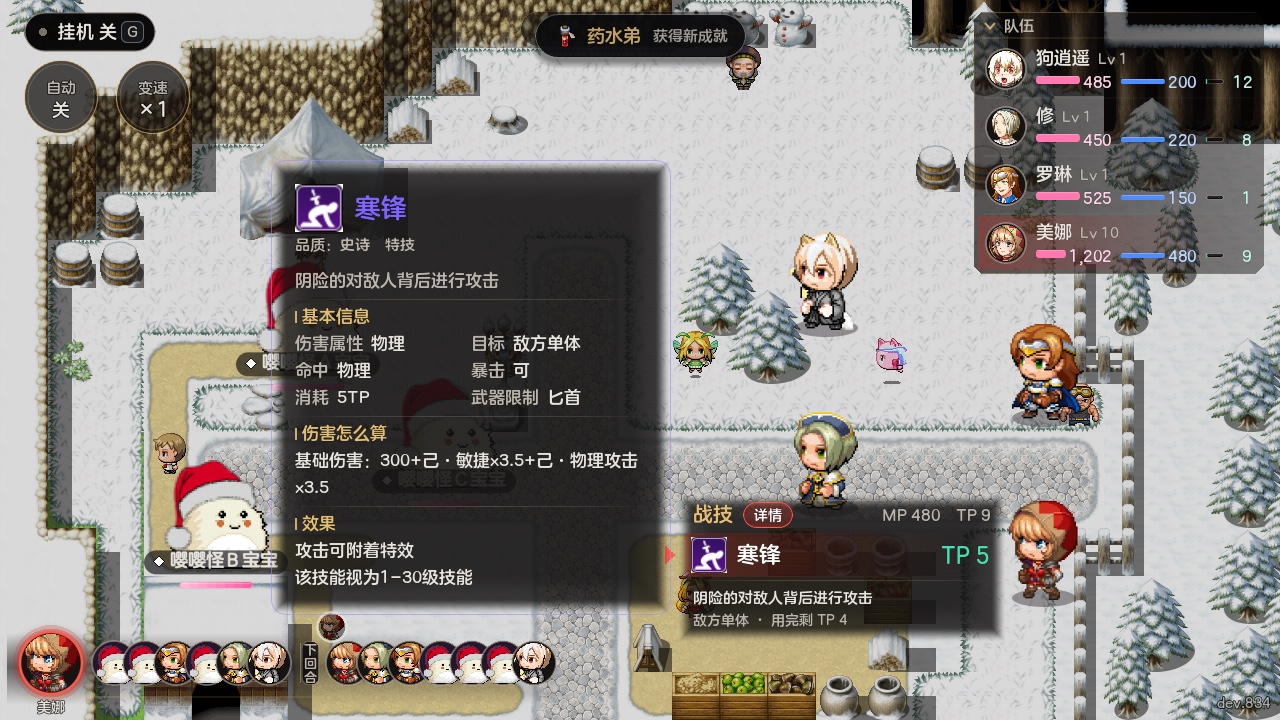 挂机 关 G
自动
关
变速
×1
药水弟 获得新成就
队伍
狗逍遥 Lv 1
485 200 12
修 Lv 1
450 220 8
罗琳 Lv 1
525 150 1
美娜 Lv 10
1,202 480 9
寒锋
品质: 史诗 特技
阴险的对敌人背后进行攻击
基本信息
伤害属性 物理 目标 敌方单体
命中 物理 暴击 可
消耗 5TP 武器限制 匕首
伤害怎么算
基础伤害: 300+己·敏捷×3.5+己·物理攻击
×3.5
效果
攻击可附着特效
该技能视为1-30级技能
嘤嘤怪C宝宝
嘤嘤怪B宝宝
战技 详情 MP 480 TP 9
寒锋 TP 5
阴险的对敌人背后进行攻击
敌方单体 · 用完剩 TP 4
下回合
美娜
dev.834